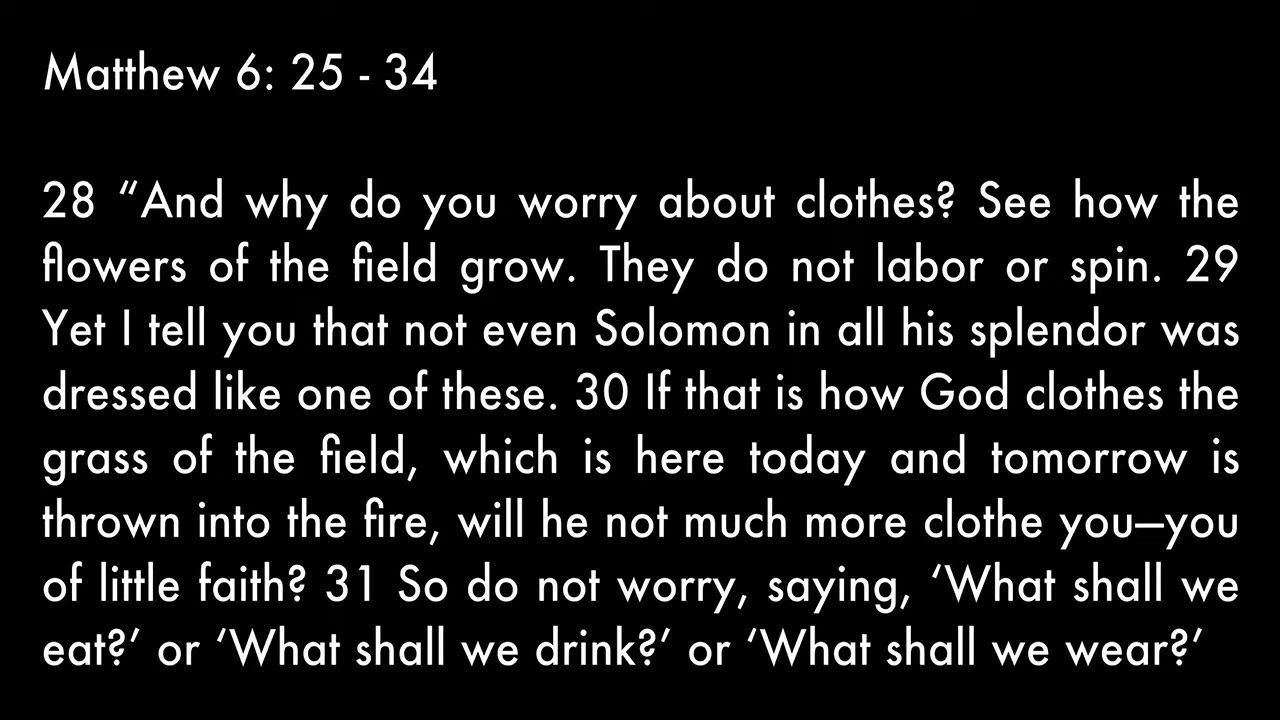 Matthew 6: 25 - 34
28 “And why do you worry about clothes? See how the
flowers of the field grow. They do not labor or spin. 29
Yet I tell you that not even Solomon in all his splendor was
dressed like one of these. 30 If that is how God clothes the
grass of the field, which is here today and tomorrow is
thrown into the fire, will he not much more clothe you—you
of little faith? 31 So do not worry, saying, ‘What shall we
eat?’ or ‘What shall we drink?’ or ‘What shall we wear?’